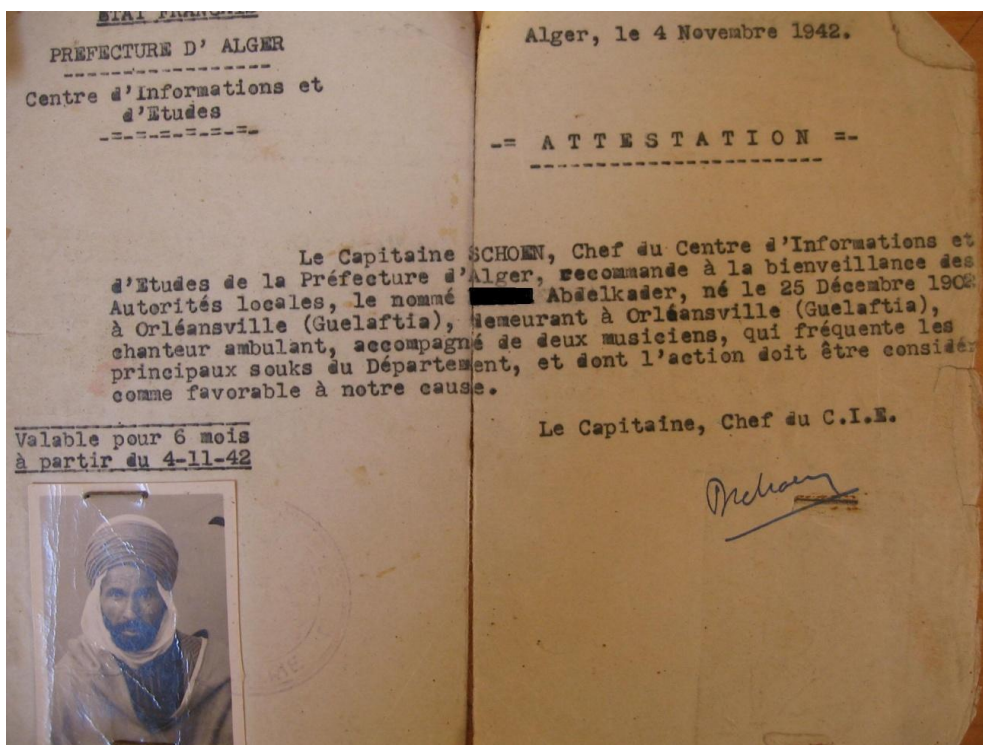 ETAT FRANCAIS
PREFECTURE D' ALGER
-----------------
Centre d'Informations et
d'Etudes
-=-=-=-=-=-=-
Alger, le 4 Novembre 1942.
-= A T T E S T A T I O N =-
-----------------------
Le Capitaine SCHOEN, Chef du Centre d'Informations et
d'Etudes de la Préfecture d'Alger, recommande à la bienveillance des
Autorités locales, le nommé Abdelkader, né le 25 Décembre
à Orléansville (Guelaftia), demeurant à Orléansville (Guelaftia),
chanteur ambulant, accompagné de deux musiciens, qui fréquente les
principaux souks du Département, et dont l'action doit être considér
comme favorable à notre cause.
Le Capitaine, Chef du C.I.E.
Valable pour 6 mois
à partir du 4-11-42